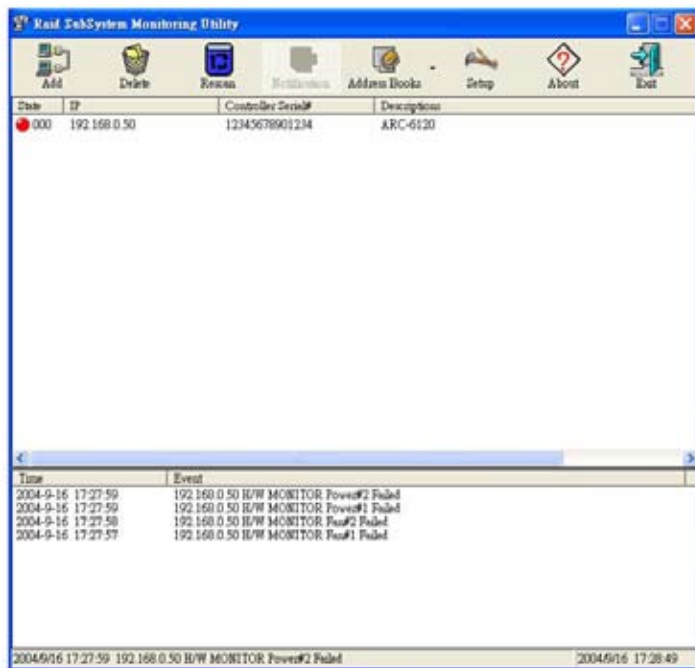 Raid SubSystem Monitoring Utility
Add Delete Rescan Notification Address Books Setup About Exit
State IP Controller Serial# Descriptions
000 192.168.0.50 12345678901234 ARC-6120
Time Event
2004-9-16 17:27:59 192.168.0.50 H/W MONITOR Power#2 Failed
2004-9-16 17:27:59 192.168.0.50 H/W MONITOR Power#1 Failed
2004-9-16 17:27:58 192.168.0.50 H/W MONITOR Fan#2 Failed
2004-9-16 17:27:57 192.168.0.50 H/W MONITOR Fan#1 Failed
2004/9/16 17:27:59 192.168.0.50 H/W MONITOR Power#2 Failed 2004/9/16 17:28:49